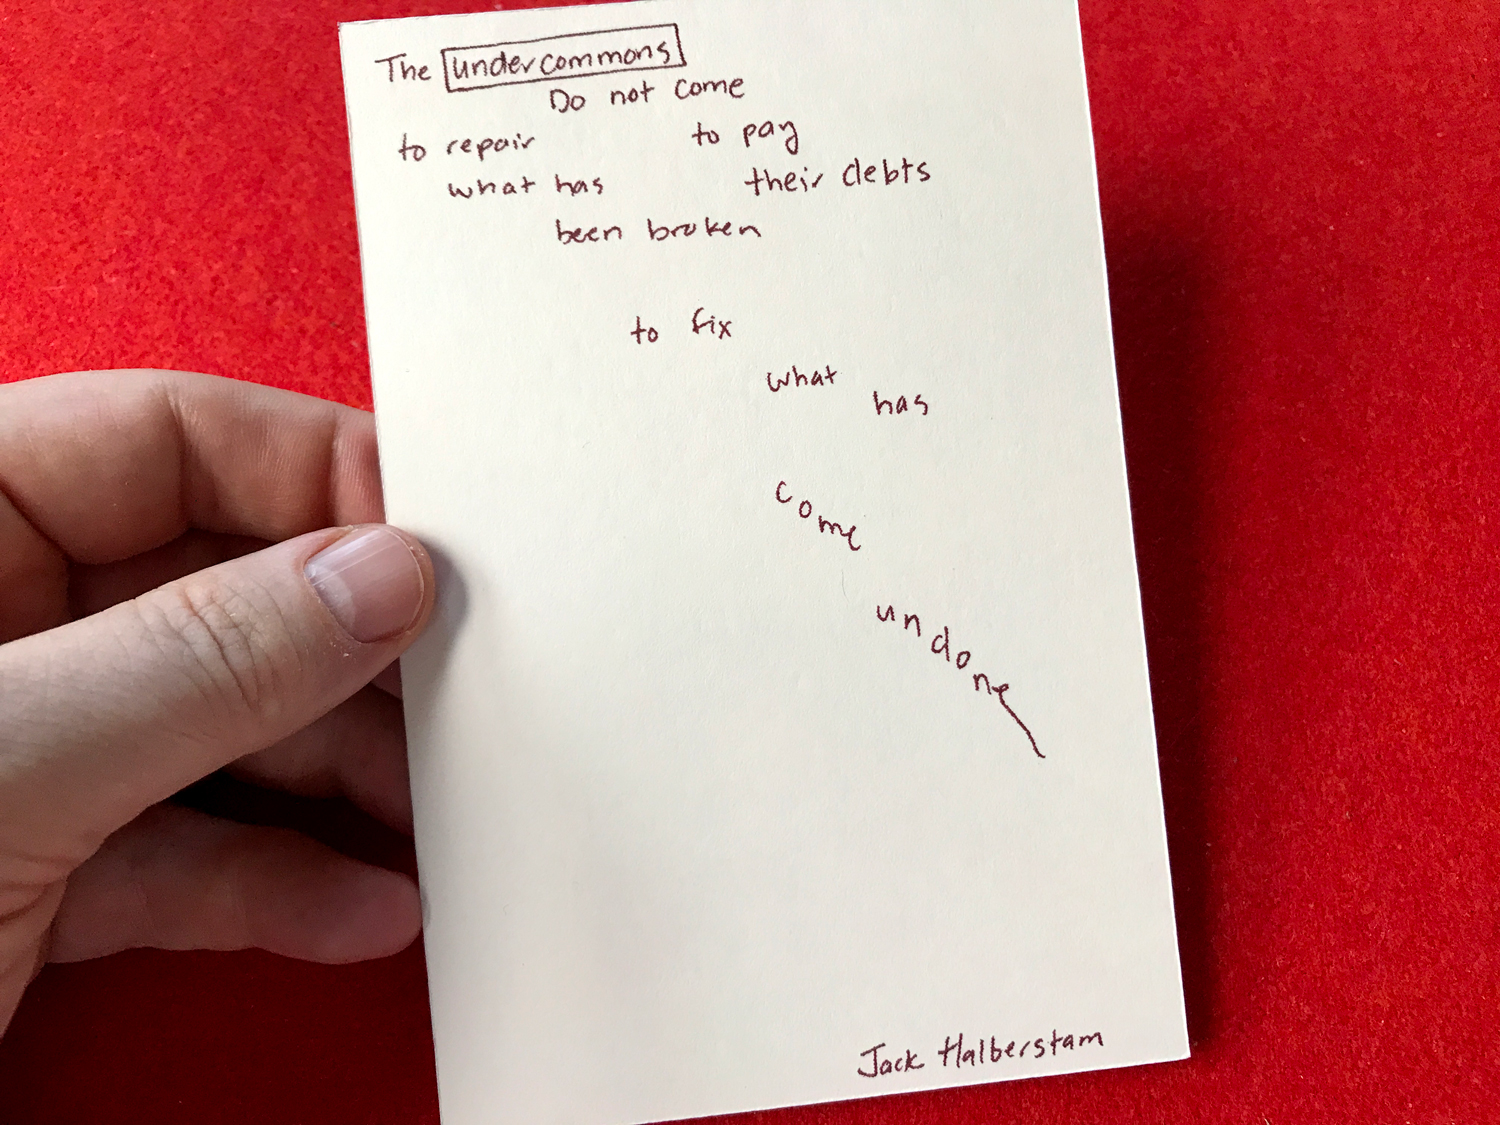 The undercommons
Do not come
to repair to pay
what has their debts
been broken
to fix
what
has
come
undone
Jack Halberstam